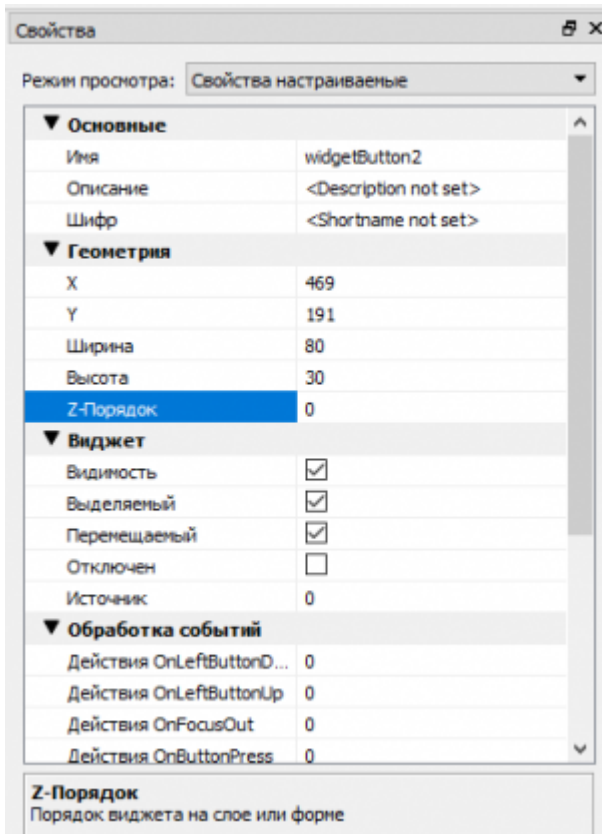 Свойства
Режим просмотра: Свойства настраиваемые
Основные
Имя widgetButton2
Описание <Description not set>
Шифр <Shortname not set>
Геометрия
X 469
Y 191
Ширина 80
Высота 30
Z-Порядок 0
Виджет
Видимость
Выделяемый
Перемещаемый
Отключен
Источник 0
Обработка событий
Действия OnLeftButtonD... 0
Действия OnLeftButtonUp 0
Действия OnFocusOut 0
Действия OnButtonPress 0
Z-Порядок
Порядок виджета на слое или форме